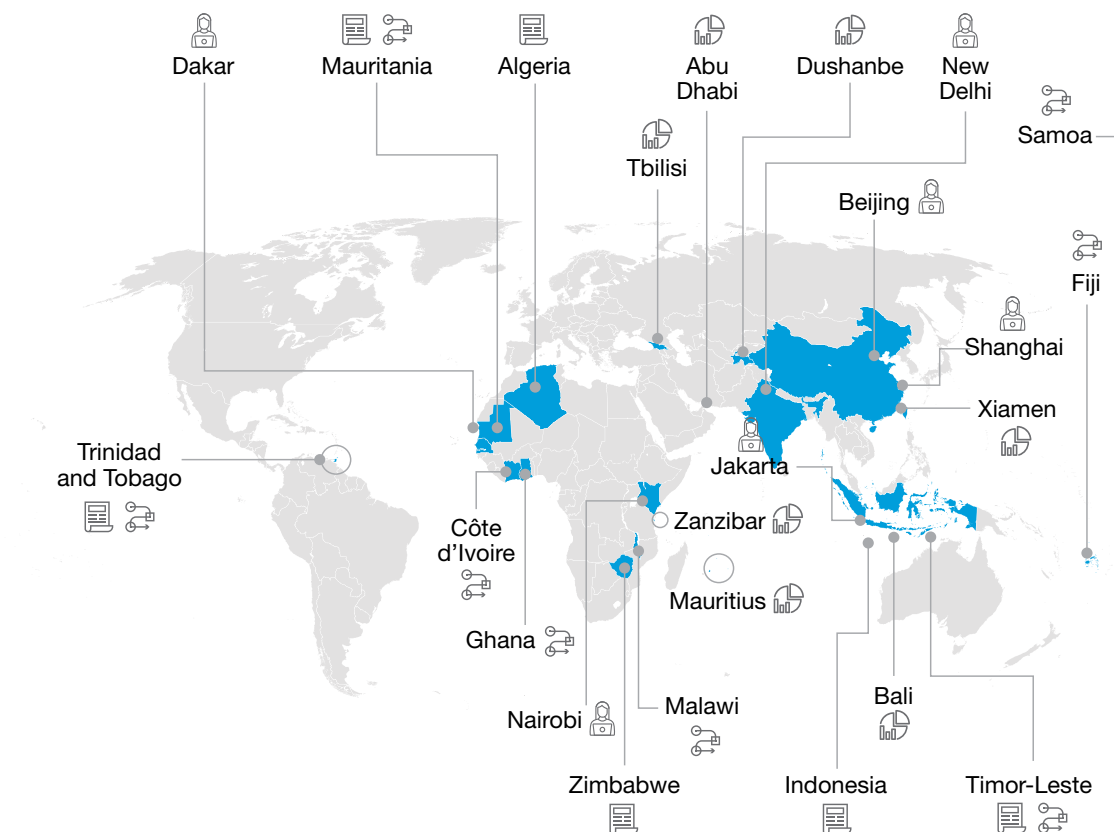 Dakar
Mauritania
Algeria
Abu
Dhabi
Dushanbe
New
Delhi
Samoa
Tbilisi
Beijing
Fiji
Shanghai
Xiamen
Trinidad
and Tobago
Jakarta
Côte
d’Ivoire
Zanzibar
Mauritius
Ghana
Nairobi
Malawi
Bali
Zimbabwe
Indonesia
Timor-Leste